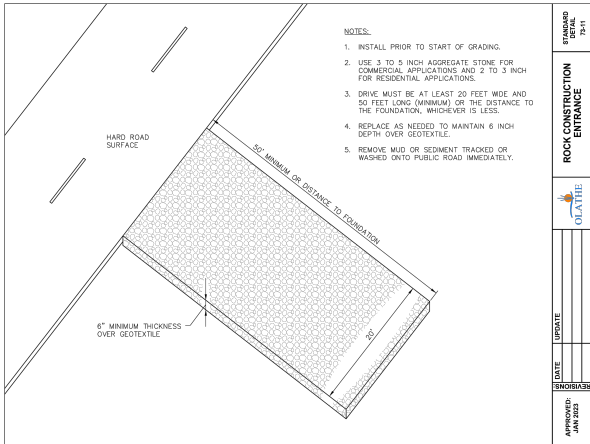 NOTES:
1. INSTALL PRIOR TO START OF GRADING.
2. USE 3 TO 5 INCH AGGREGATE STONE FOR
COMMERCIAL APPLICATIONS AND 2 TO 3 INCH
FOR RESIDENTIAL APPLICATIONS.
3. DRIVE MUST BE AT LEAST 20 FEET WIDE AND
50 FEET LONG (MINIMUM) OR THE DISTANCE TO
THE FOUNDATION, WHICHEVER IS LESS.
4. REPLACE AS NEEDED TO MAINTAIN 6 INCH
DEPTH OVER GEOTEXTILE.
5. REMOVE MUD OR SEDIMENT TRACKED OR
WASHED ONTO PUBLIC ROAD IMMEDIATELY.
HARD ROAD
SURFACE
50' MINIMUM OR DISTANCE TO FOUNDATION
20'
6" MINIMUM THICKNESS
OVER GEOTEXTILE
STANDARD
DETAIL
73-11
ROCK CONSTRUCTION
ENTRANCE
OLATHE
DATE
UPDATE
REVISIONS:
APPROVED:
JAN 2023